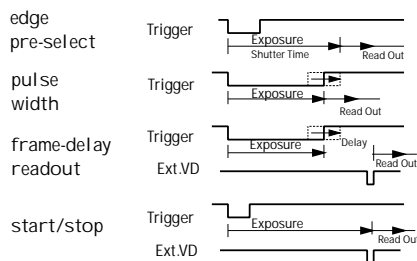 edge
pre-select
Trigger
Exposure
Shutter Time
Read Out
pulse
width
Trigger
Exposure
Read Out
frame-delay
readout
Trigger
Exposure
Delay
Ext.VD
Read Out
start/stop
Trigger
Exposure
Read Out
Ext.VD